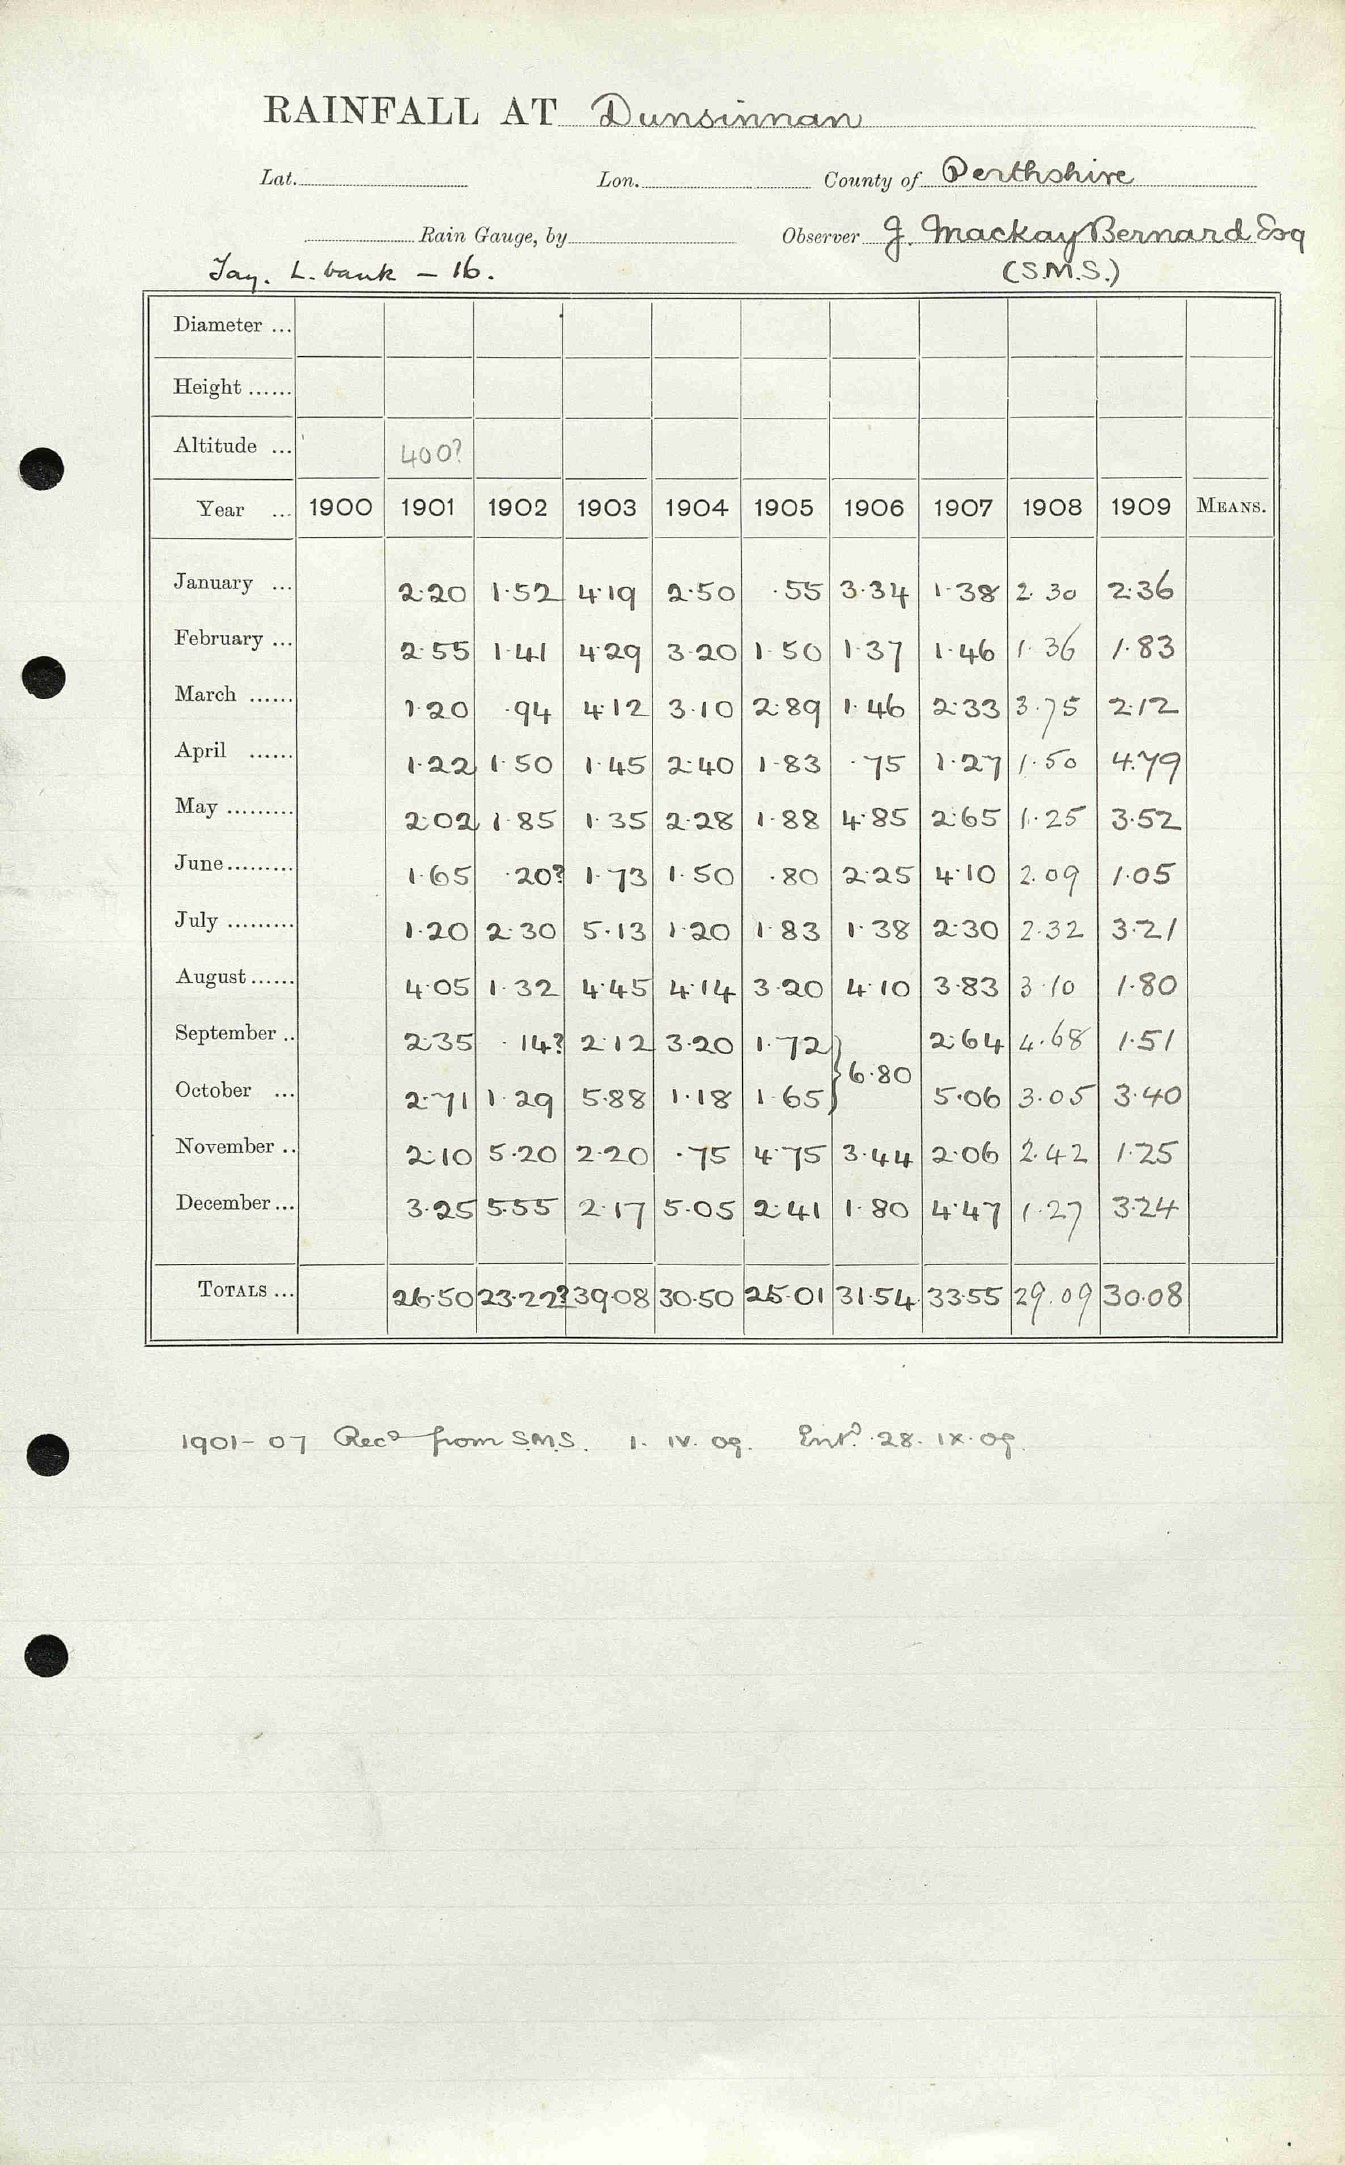 RAINFALL AT Dunsinnan
Lat. Lon. County of Perthshire
Rain Gauge, by Observer J. Mackay Bernard Esq
Tay. L. bank – 16. (S.M.S.)
Diameter ...
Height ......
Altitude ... 400?
Year ... 1900 1901 1902 1903 1904 1905 1906 1907 1908 1909 MEANS.
January ... 2·20 1·52 4·19 2·50 ·55 3·34 1·38 2·30 2·36
February ... 2·55 1·41 4·29 3·20 1·50 1·37 1·46 1·36 1·83
March ...... 1·20 ·94 4·12 3·10 2·89 1·46 2·33 3·75 2·12
April ...... 1·22 1·50 1·45 2·40 1·83 ·75 1·27 1·50 4·79
May ......... 2·02 1·85 1·35 2·28 1·88 4·85 2·65 1·25 3·52
June......... 1·65 ·20? 1·73 1·50 ·80 2·25 4·10 2·09 1·05
July ......... 1·20 2·30 5·13 1·20 1·83 1·38 2·30 2·32 3·21
August...... 4·05 1·32 4·45 4·14 3·20 4·10 3·83 3·10 1·80
September .. 2·35 ·14? 2·12 3·20 1·72 2·64 4·68 1·51
6·80
October ... 2·71 1·29 5·88 1·18 1·65 5·06 3·05 3·40
November .. 2·10 5·20 2·20 ·75 4·75 3·44 2·06 2·42 1·25
December ... 3·25 5·55 2·17 5·05 2·41 1·80 4·47 1·27 3·24
TOTALS ... 26·50 23·22? 39·08 30·50 25·01 31·54 33·55 29·09 30·08
1901–07 Recd from S.M.S. 1. IV. 09. Entd. 28. IX. 09.